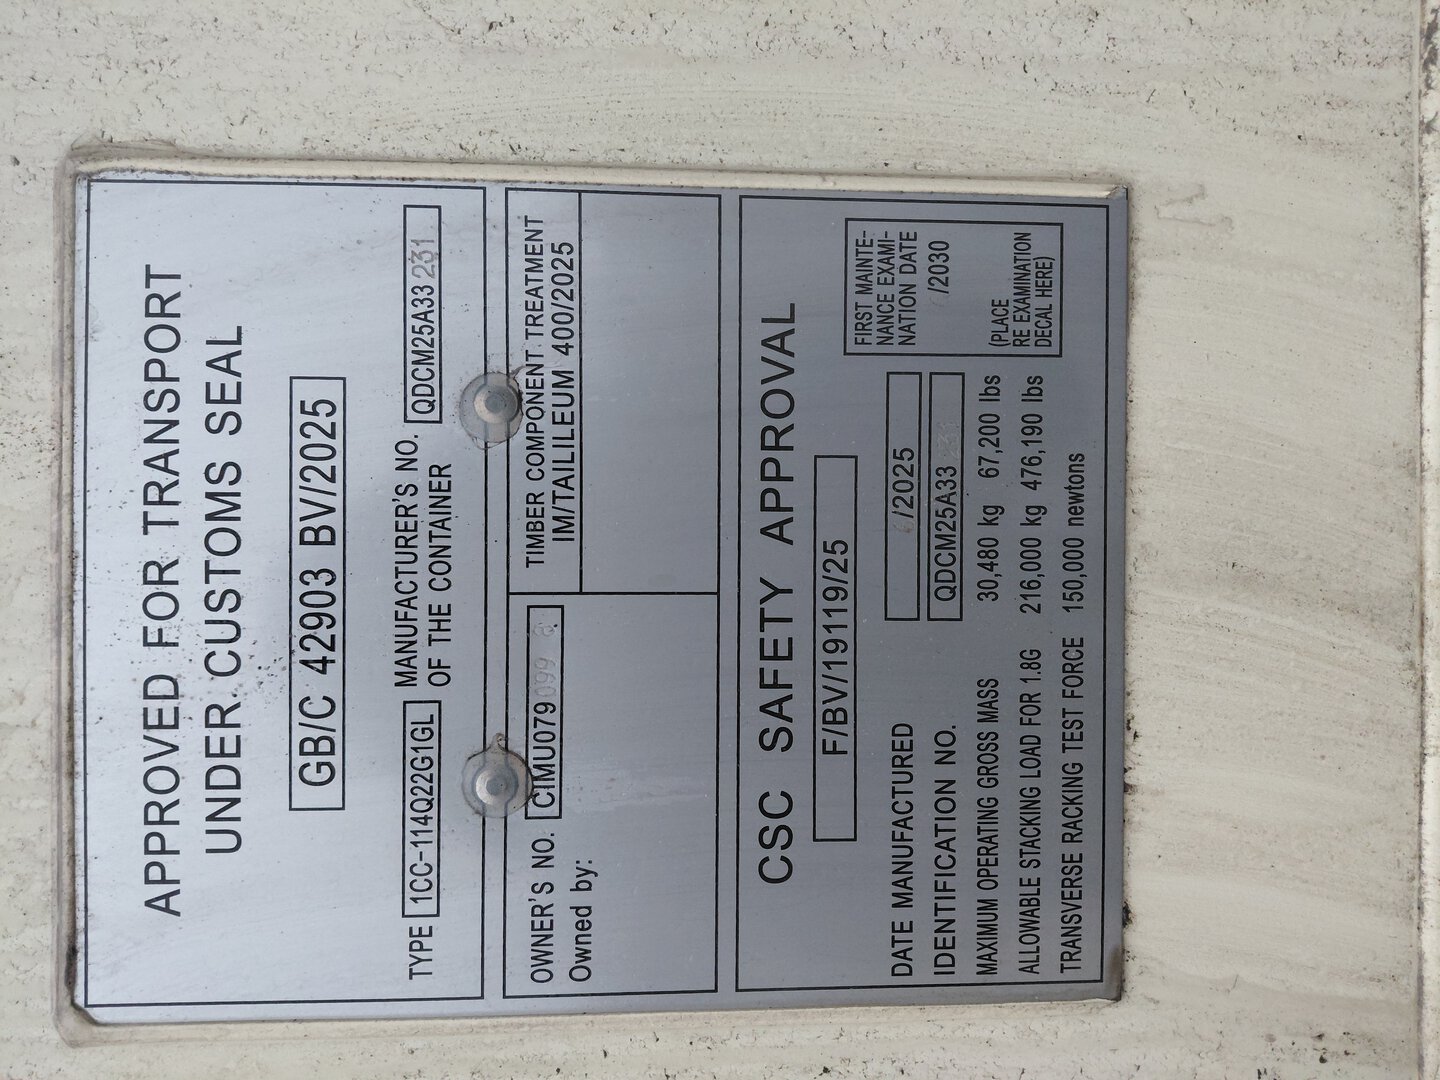 APPROVED FOR TRANSPORT
UNDER CUSTOMS SEAL
GB/C 42903 BV/2025
TYPE 1CC-114Q22G1GL MANUFACTURER'S NO. OF THE CONTAINER QDCM25A33 231
OWNER'S NO. CIMU079 099 8
Owned by:
TIMBER COMPONENT TREATMENT
IM/TAILILEUM 400/2025
CSC SAFETY APPROVAL
F/BV/19119/25
DATE MANUFACTURED /2025
IDENTIFICATION NO. QDCM25A33 231
MAXIMUM OPERATING GROSS MASS 30,480 kg 67,200 lbs
ALLOWABLE STACKING LOAD FOR 1.8G 216,000 kg 476,190 lbs
TRANSVERSE RACKING TEST FORCE 150,000 newtons
FIRST MAINTE-
NANCE EXAMI-
NATION DATE
/2030
(PLACE
RE EXAMINATION
DECAL HERE)